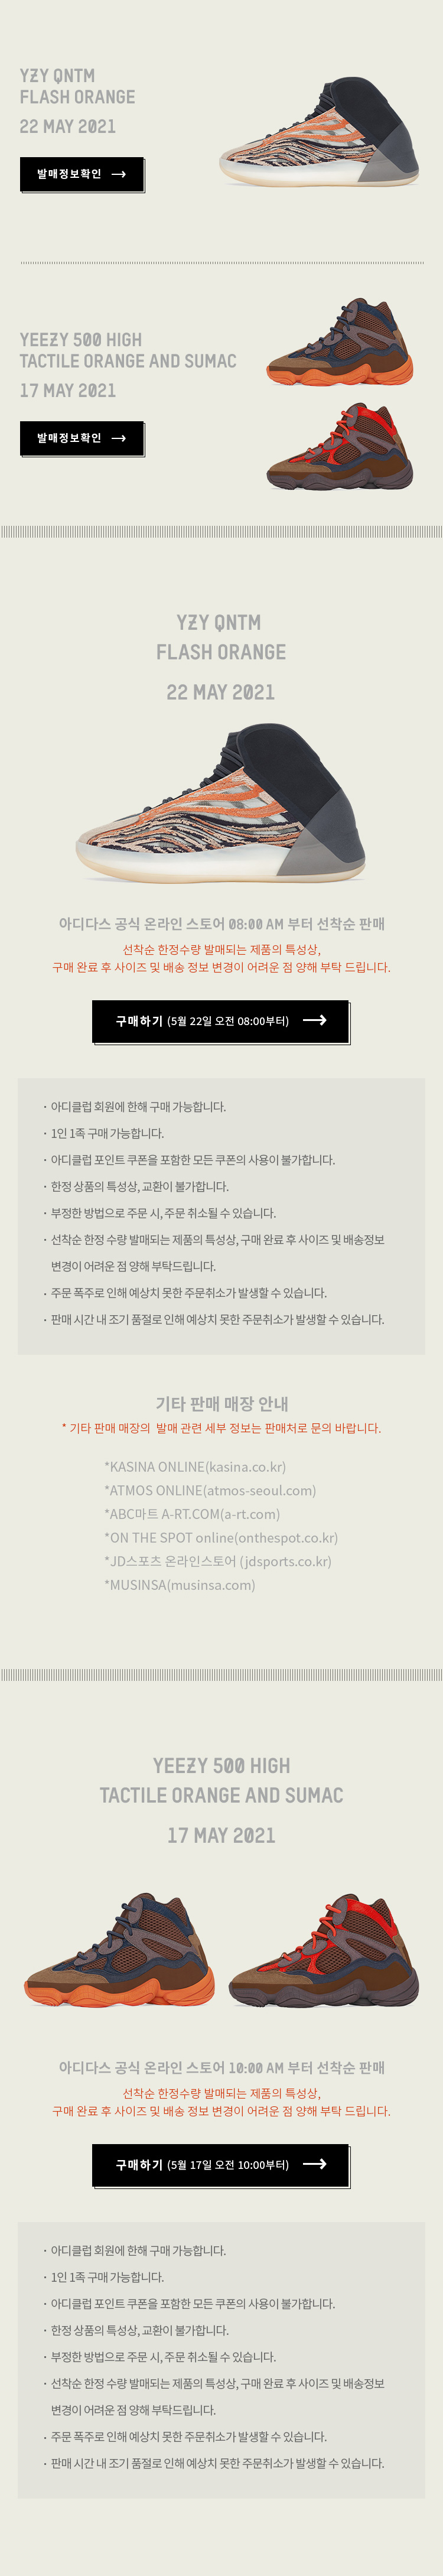 YZY QNTM
FLASH ORANGE
22 MAY 2021
발매정보확인 →
YEEZY 500 HIGH
TACTILE ORANGE AND SUMAC
17 MAY 2021
발매정보확인 →
YZY QNTM
FLASH ORANGE
22 MAY 2021
아디다스 공식 온라인 스토어 08:00 AM 부터 선착순 판매
선착순 한정수량 발매되는 제품의 특성상,
구매 완료 후 사이즈 및 배송 정보 변경이 어려운 점 양해 부탁 드립니다.
구매하기 (5월 22일 오전 08:00부터) →
· 아디클럽 회원에 한해 구매 가능합니다.
· 1인 1족 구매 가능합니다.
· 아디클럽 포인트 쿠폰을 포함한 모든 쿠폰의 사용이 불가합니다.
· 한정 상품의 특성상, 교환이 불가합니다.
· 부정한 방법으로 주문 시, 주문 취소될 수 있습니다.
· 선착순 한정 수량 발매되는 제품의 특성상, 구매 완료 후 사이즈 및 배송정보
변경이 어려운 점 양해 부탁드립니다.
· 주문 폭주로 인해 예상치 못한 주문취소가 발생할 수 있습니다.
· 판매 시간 내 조기 품절로 인해 예상치 못한 주문취소가 발생할 수 있습니다.
기타 판매 매장 안내
* 기타 판매 매장의 발매 관련 세부 정보는 판매처로 문의 바랍니다.
*KASINA ONLINE(kasina.co.kr)
*ATMOS ONLINE(atmos-seoul.com)
*ABC마트 A-RT.COM(a-rt.com)
*ON THE SPOT online(onthespot.co.kr)
*JD스포츠 온라인스토어 (jdsports.co.kr)
*MUSINSA(musinsa.com)
YEEZY 500 HIGH
TACTILE ORANGE AND SUMAC
17 MAY 2021
아디다스 공식 온라인 스토어 10:00 AM 부터 선착순 판매
선착순 한정수량 발매되는 제품의 특성상,
구매 완료 후 사이즈 및 배송 정보 변경이 어려운 점 양해 부탁 드립니다.
구매하기 (5월 17일 오전 10:00부터) →
· 아디클럽 회원에 한해 구매 가능합니다.
· 1인 1족 구매 가능합니다.
· 아디클럽 포인트 쿠폰을 포함한 모든 쿠폰의 사용이 불가합니다.
· 한정 상품의 특성상, 교환이 불가합니다.
· 부정한 방법으로 주문 시, 주문 취소될 수 있습니다.
· 선착순 한정 수량 발매되는 제품의 특성상, 구매 완료 후 사이즈 및 배송정보
변경이 어려운 점 양해 부탁드립니다.
· 주문 폭주로 인해 예상치 못한 주문취소가 발생할 수 있습니다.
· 판매 시간 내 조기 품절로 인해 예상치 못한 주문취소가 발생할 수 있습니다.